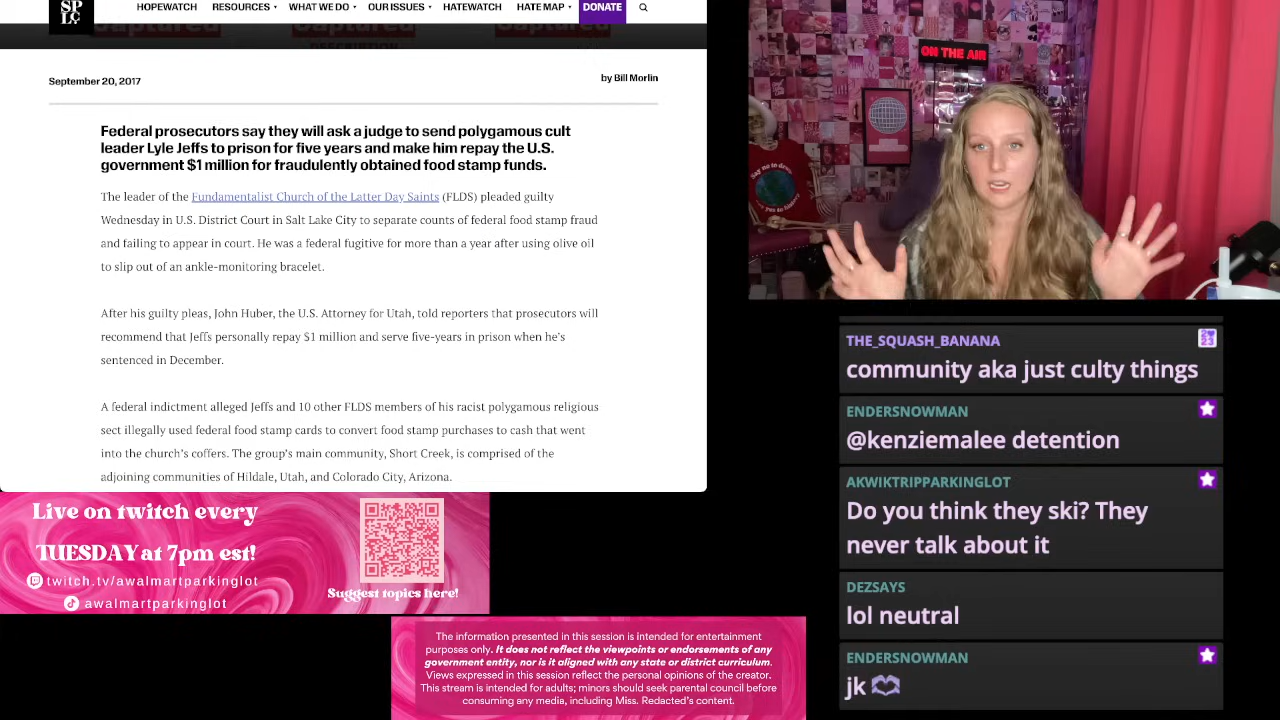 SP
LC
HOPEWATCH RESOURCES WHAT WE DO OUR ISSUES HATEWATCH HATE MAP DONATE
September 20, 2017
by Bill Morlin
Federal prosecutors say they will ask a judge to send polygamous cult
leader Lyle Jeffs to prison for five years and make him repay the U.S.
government $1 million for fraudulently obtained food stamp funds.
The leader of the Fundamentalist Church of the Latter Day Saints (FLDS) pleaded guilty
Wednesday in U.S. District Court in Salt Lake City to separate counts of federal food stamp fraud
and failing to appear in court. He was a federal fugitive for more than a year after using olive oil
to slip out of an ankle-monitoring bracelet.
After his guilty pleas, John Huber, the U.S. Attorney for Utah, told reporters that prosecutors will
recommend that Jeffs personally repay $1 million and serve five-years in prison when he's
sentenced in December.
A federal indictment alleged Jeffs and 10 other FLDS members of his racist polygamous religious
sect illegally used federal food stamp cards to convert food stamp purchases to cash that went
into the church's coffers. The group's main community, Short Creek, is comprised of the
adjoining communities of Hildale, Utah, and Colorado City, Arizona.
ON THE AIR
Say no to drugs
THE_SQUASH_BANANA
community aka just culty things
ENDERSNOWMAN
@kenziemalee detention
AKWIKTRIPPARKINGLOT
Do you think they ski? They
never talk about it
DEZSAYS
lol neutral
ENDERSNOWMAN
jk
Live on twitch every
TUESDAY at 7pm est!
twitch.tv/awalmartparkinglot
awalmartparkinglot
Suggest topics here!
The information presented in this session is intended for entertainment
purposes only. It does not reflect the viewpoints or endorsements of any
government entity, nor is it aligned with any state or district curriculum.
Views expressed in this session reflect the personal opinions of the creator.
This stream is intended for adults; minors should seek parental council before
consuming any media, including Miss. Redacted's content.